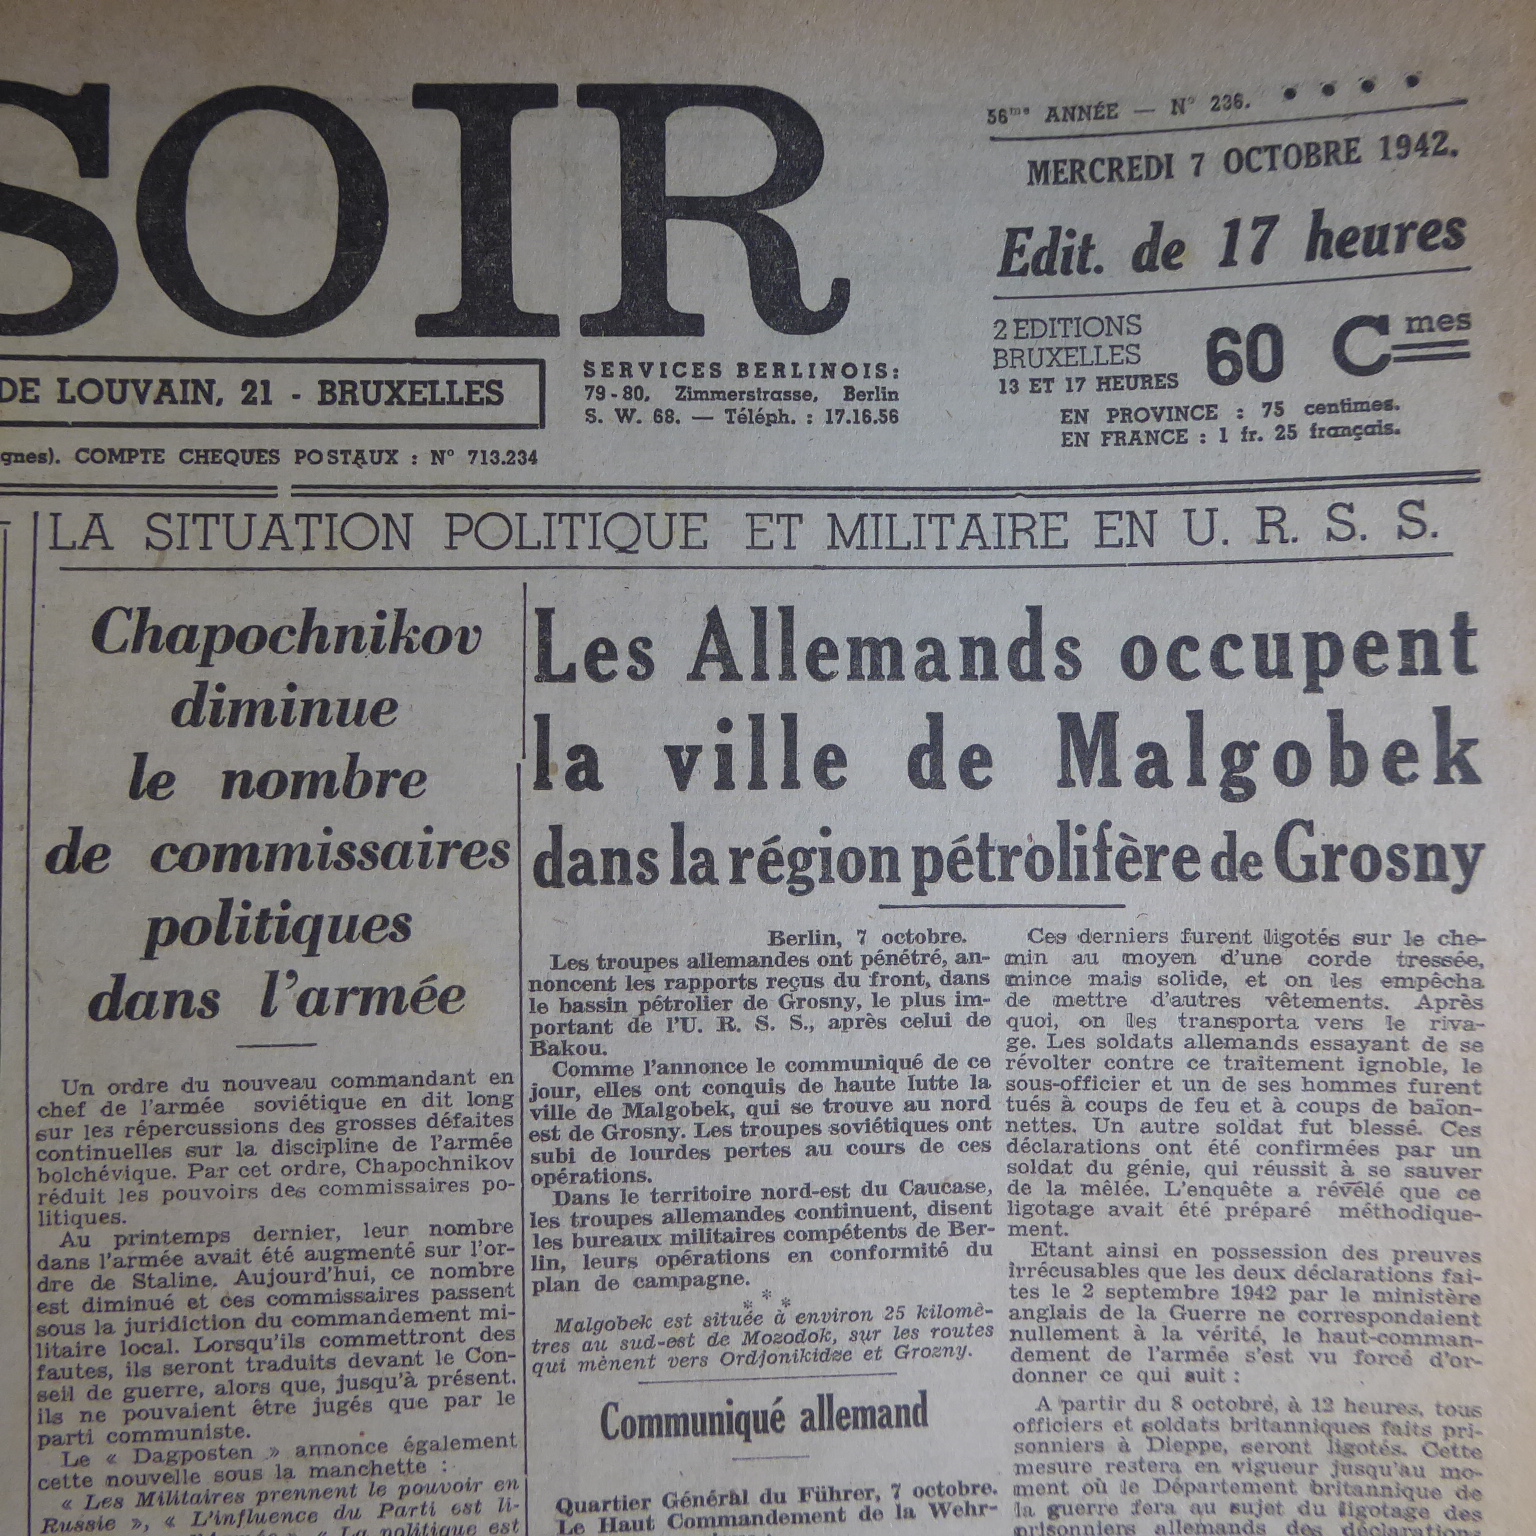 SOIR
56me ANNÉE — N° 236.
MERCREDI 7 OCTOBRE 1942.
Edit. de 17 heures
2 EDITIONS
BRUXELLES
13 ET 17 HEURES
60 Cmes
EN PROVINCE : 75 centimes.
EN FRANCE : 1 fr. 25 français.
DE LOUVAIN, 21 - BRUXELLES
SERVICES BERLINOIS:
79-80, Zimmerstrasse, Berlin
S. W. 68. — Téléph. : 17.16.56
gnes). COMPTE CHEQUES POSTAUX : N° 713.234
LA SITUATION POLITIQUE ET MILITAIRE EN U. R. S. S.
Chapochnikov
diminue
le nombre
de commissaires
politiques
dans l'armée
Un ordre du nouveau commandant en
chef de l'armée soviétique en dit long
sur les répercussions des grosses défaites
continuelles sur la discipline de l'armée
bolchévique. Par cet ordre, Chapochnikov
réduit les pouvoirs des commissaires po-
litiques.
Au printemps dernier, leur nombre
dans l'armée avait été augmenté sur l'or-
dre de Staline. Aujourd'hui, ce nombre
est diminué et ces commissaires passent
sous la juridiction du commandement mi-
litaire local. Lorsqu'ils commettront des
fautes, ils seront traduits devant le Con-
seil de guerre, alors que, jusqu'à présent,
ils ne pouvaient être jugés que par le
parti communiste.
Le « Dagposten » annonce également
cette nouvelle sous la manchette :
« Les Militaires prennent le pouvoir en
Russie », « L'influence du Parti est li-
« La politique est
Les Allemands occupent
la ville de Malgobek
dans la région pétrolifère de Grosny
Berlin, 7 octobre.
Les troupes allemandes ont pénétré, an-
noncent les rapports reçus du front, dans
le bassin pétrolier de Grosny, le plus im-
portant de l'U. R. S. S., après celui de
Bakou.
Comme l'annonce le communiqué de ce
jour, elles ont conquis de haute lutte la
ville de Malgobek, qui se trouve au nord
est de Grosny. Les troupes soviétiques ont
subi de lourdes pertes au cours de ces
opérations.
Dans le territoire nord-est du Caucase,
les troupes allemandes continuent, disent
les bureaux militaires compétents de Ber-
lin, leurs opérations en conformité du
plan de campagne.
* * *
Malgobek est située à environ 25 kilomè-
tres au sud-est de Mozodok, sur les routes
qui mènent vers Ordjonikidze et Grozny.
Communiqué allemand
Quartier Général du Führer, 7 octobre.
Le Haut Commandement de la Wehr-
Ces derniers furent ligotés sur le che-
min au moyen d'une corde tressée,
mince mais solide, et on les empêcha
de mettre d'autres vêtements. Après
quoi, on les transporta vers le riva-
ge. Les soldats allemands essayant de se
révolter contre ce traitement ignoble, le
sous-officier et un de ses hommes furent
tués à coups de feu et à coups de baïon-
nettes. Un autre soldat fut blessé. Ces
déclarations ont été confirmées par un
soldat du génie, qui réussit à se sauver
de la mêlée. L'enquête a révélé que ce
ligotage avait été préparé méthodique-
ment.
Etant ainsi en possession des preuves
irrécusables que les deux déclarations fai-
tes le 2 septembre 1942 par le ministère
anglais de la Guerre ne correspondaient
nullement à la vérité, le haut-comman-
dement de l'armée s'est vu forcé d'or-
donner ce qui suit :
A partir du 8 octobre, à 12 heures, tous
officiers et soldats britanniques faits pri-
sonniers à Dieppe, seront ligotés. Cette
mesure restera en vigueur jusqu'au mo-
ment où le Département britannique de
la guerre fera au sujet du ligotage des
prisonniers allemands des déclarations